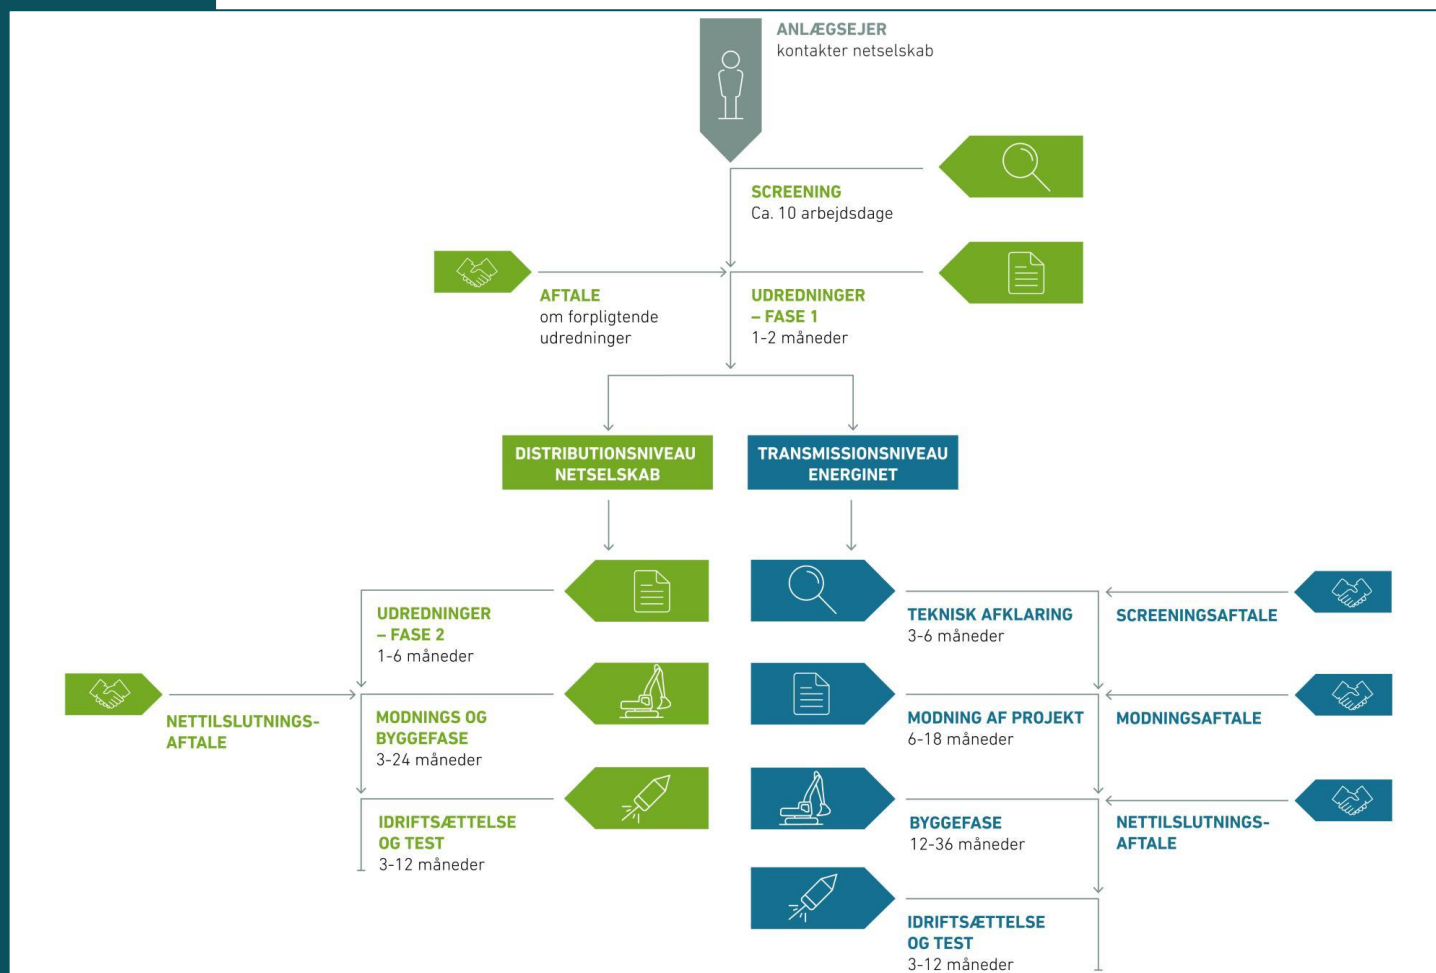 ANLÆGSEJER
kontakter netselskab
SCREENING
Ca. 10 arbejdsdage
AFTALE
om forpligtende
udredninger
UDREDNINGER
– FASE 1
1-2 måneder
DISTRIBUTIONSNIVEAU
NETSELSKAB
TRANSMISSIONSNIVEAU
ENERGINET
UDREDNINGER
– FASE 2
1-6 måneder
NETTILSLUTNINGS-
AFTALE
MODNINGS OG
BYGGEFASE
3-24 måneder
IDRIFTSÆTTELSE
OG TEST
3-12 måneder
TEKNISK AFKLARING
3-6 måneder
SCREENINGSAFTALE
MODNING AF PROJEKT
6-18 måneder
MODNINGSAFTALE
BYGGEFASE
12-36 måneder
NETTILSLUTNINGS-
AFTALE
IDRIFTSÆTTELSE
OG TEST
3-12 måneder